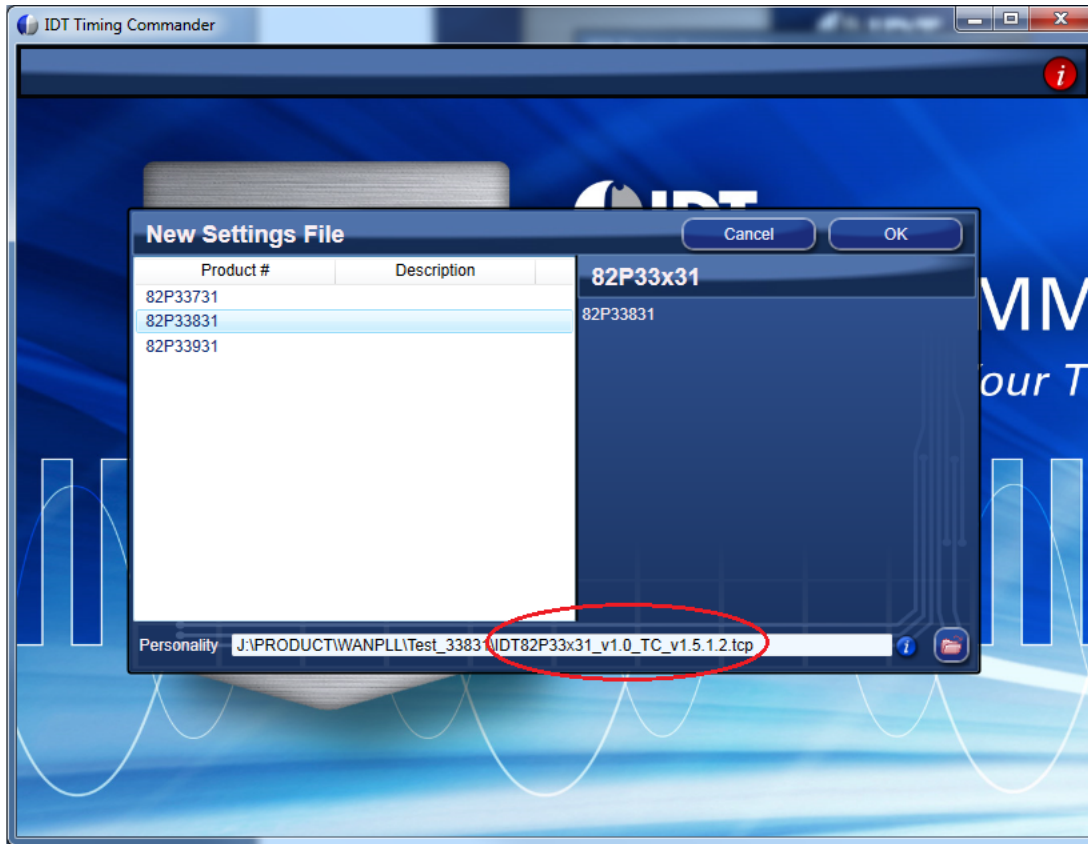 IDT Timing Commander
i
IDT
MM
our T
New Settings File
Cancel
OK
Product #
Description
82P33731
82P33831
82P33931
82P33x31
82P33831
Personality
J:\PRODUCT\WANPLL\Test_33831\IDT82P33x31_v1.0_TC_v1.5.1.2.tcp
i